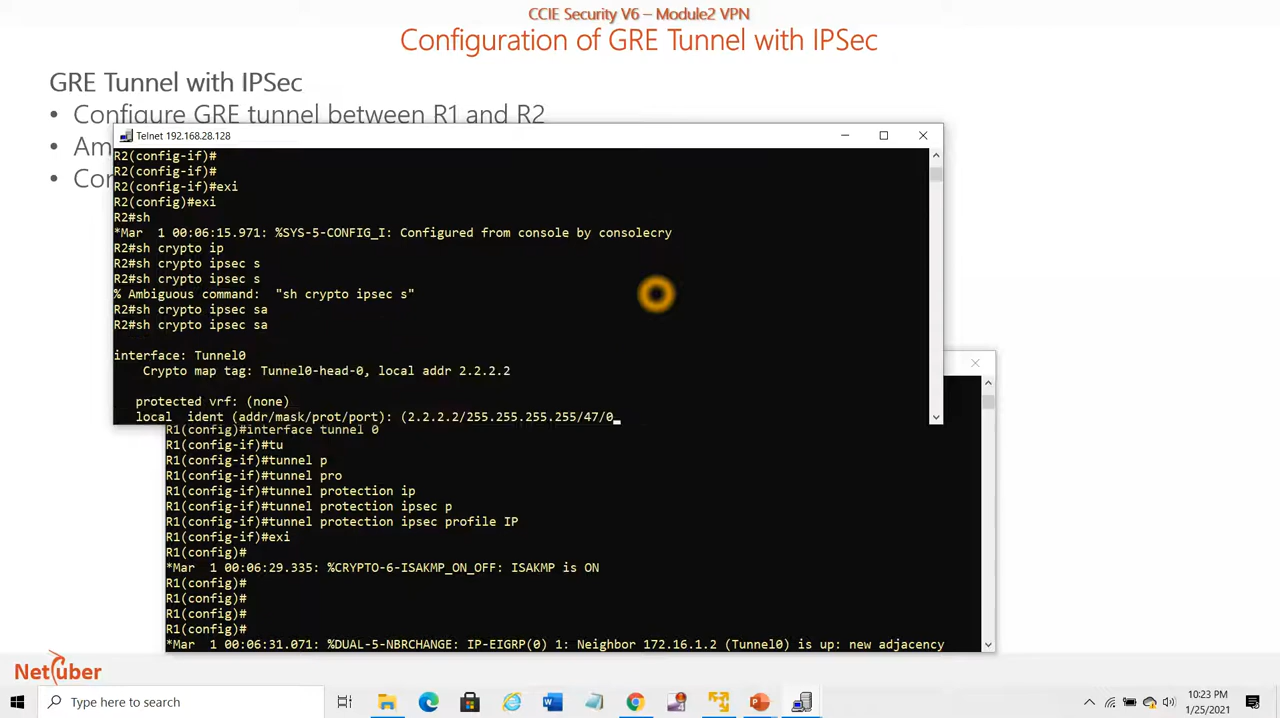 CCIE Security V6 – Module2 VPN
Configuration of GRE Tunnel with IPSec
GRE Tunnel with IPSec
• Configure GRE tunnel between R1 and R2
• Am
• Con
Telnet 192.168.28.128
R2(config-if)#
R2(config-if)#
R2(config-if)#exi
R2(config)#exi
R2#sh
*Mar  1 00:06:15.971: %SYS-5-CONFIG_I: Configured from console by consolecry
R2#sh crypto ip
R2#sh crypto ipsec s
R2#sh crypto ipsec s
% Ambiguous command:  "sh crypto ipsec s"
R2#sh crypto ipsec sa
R2#sh crypto ipsec sa
interface: Tunnel0
Crypto map tag: Tunnel0-head-0, local addr 2.2.2.2
protected vrf: (none)
local  ident (addr/mask/prot/port): (2.2.2.2/255.255.255.255/47/0
R1(config)#interface tunnel 0
R1(config-if)#tu
R1(config-if)#tunnel p
R1(config-if)#tunnel pro
R1(config-if)#tunnel protection ip
R1(config-if)#tunnel protection ipsec p
R1(config-if)#tunnel protection ipsec profile IP
R1(config-if)#exi
R1(config)#
*Mar  1 00:06:29.335: %CRYPTO-6-ISAKMP_ON_OFF: ISAKMP is ON
R1(config)#
R1(config)#
R1(config)#
R1(config)#
*Mar  1 00:06:31.071: %DUAL-5-NBRCHANGE: IP-EIGRP(0) 1: Neighbor 172.16.1.2 (Tunnel0) is up: new adjacency
Netuber
Type here to search
10:23 PM
1/25/2021